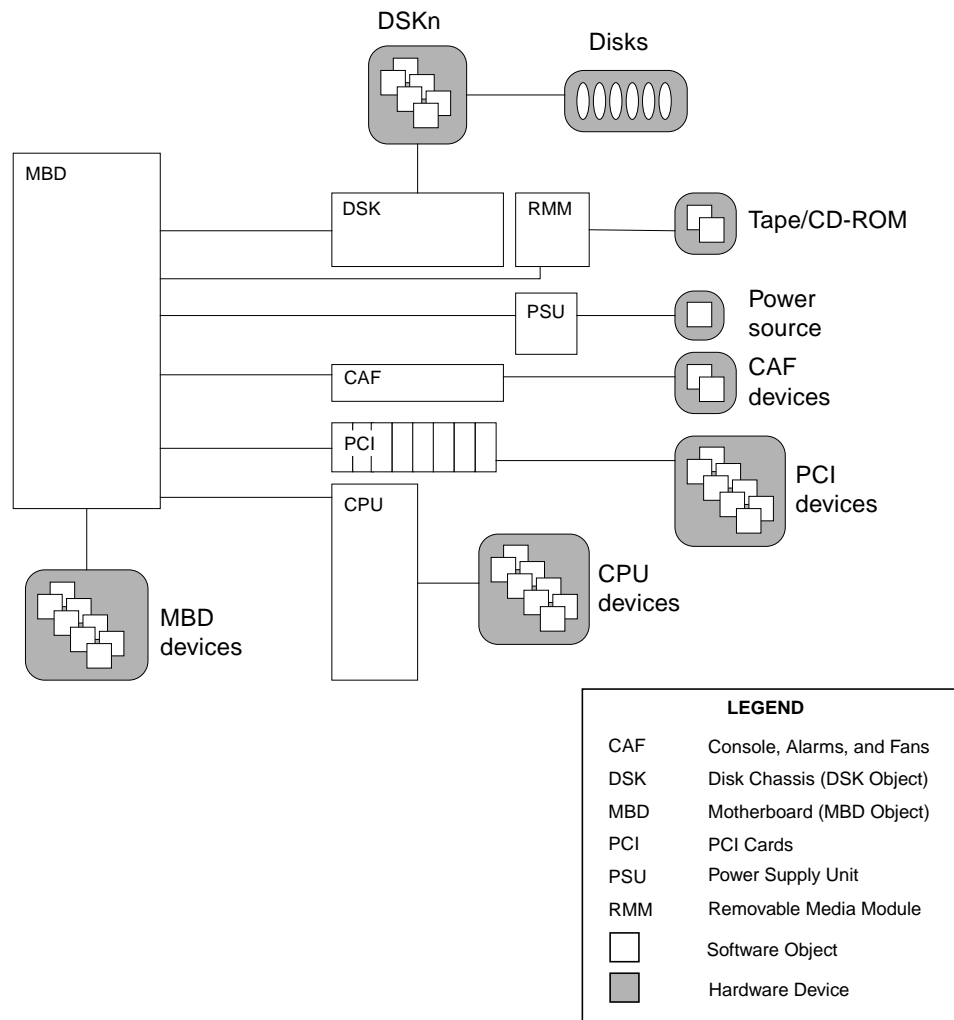 DSKn
Disks
MBD
DSK
RMM
Tape/CD-ROM
PSU
Power
source
CAF
CAF
devices
PCI
PCI
devices
CPU
CPU
devices
MBD
devices
LEGEND
CAF Console, Alarms, and Fans
DSK Disk Chassis (DSK Object)
MBD Motherboard (MBD Object)
PCI PCI Cards
PSU Power Supply Unit
RMM Removable Media Module
Software Object
Hardware Device